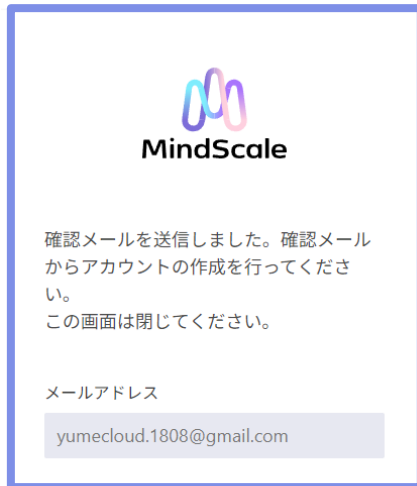 MindScale
確認メールを送信しました。確認メール
からアカウントの作成を行ってくださ
い。
この画面は閉じてください。
メールアドレス
yumecloud.1808@gmail.com